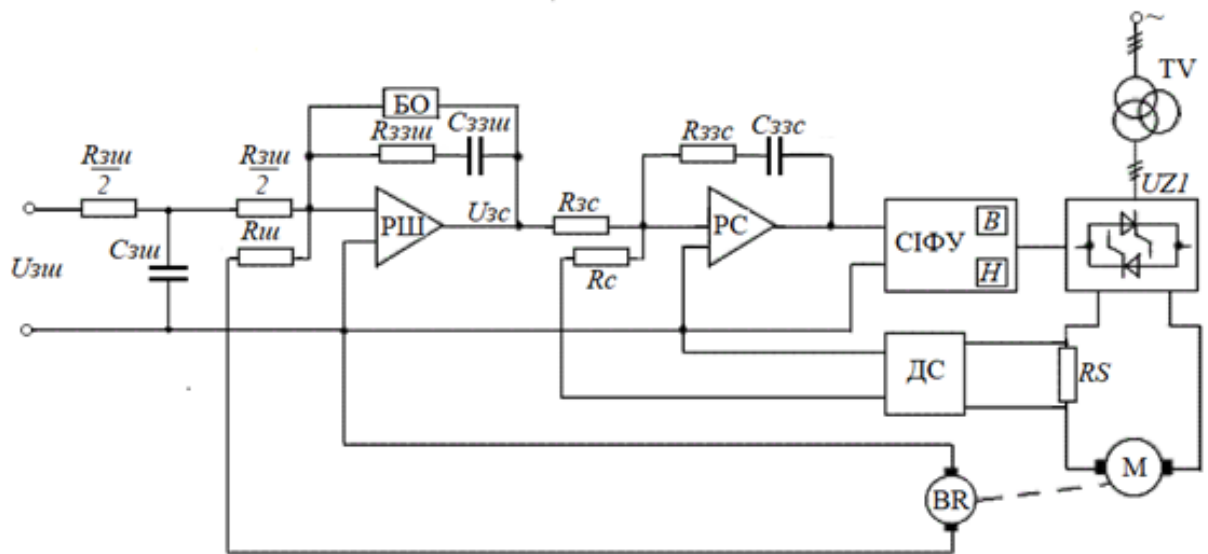 ~
TV
БО
Rззш
Cззш
Rззс
Cззс
Rзш
2
Rзш
2
UZ1
РШ
Uзс
Rзс
РС
СІФУ
В
Н
Rш
Cзш
Rс
Uзш
ДС
RS
М
BR